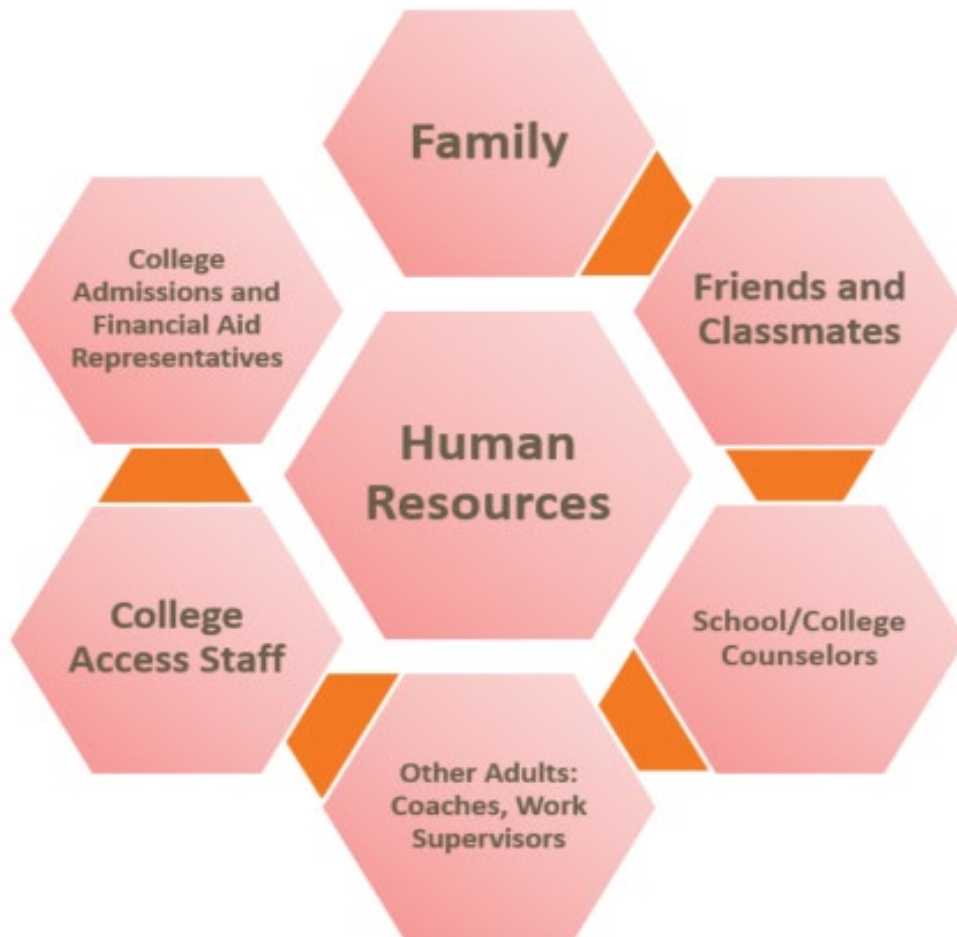 Family
Friends and
Classmates
School/College
Counselors
Other Adults:
Coaches, Work
Supervisors
College
Access Staff
College
Admissions and
Financial Aid
Representatives
Human
Resources